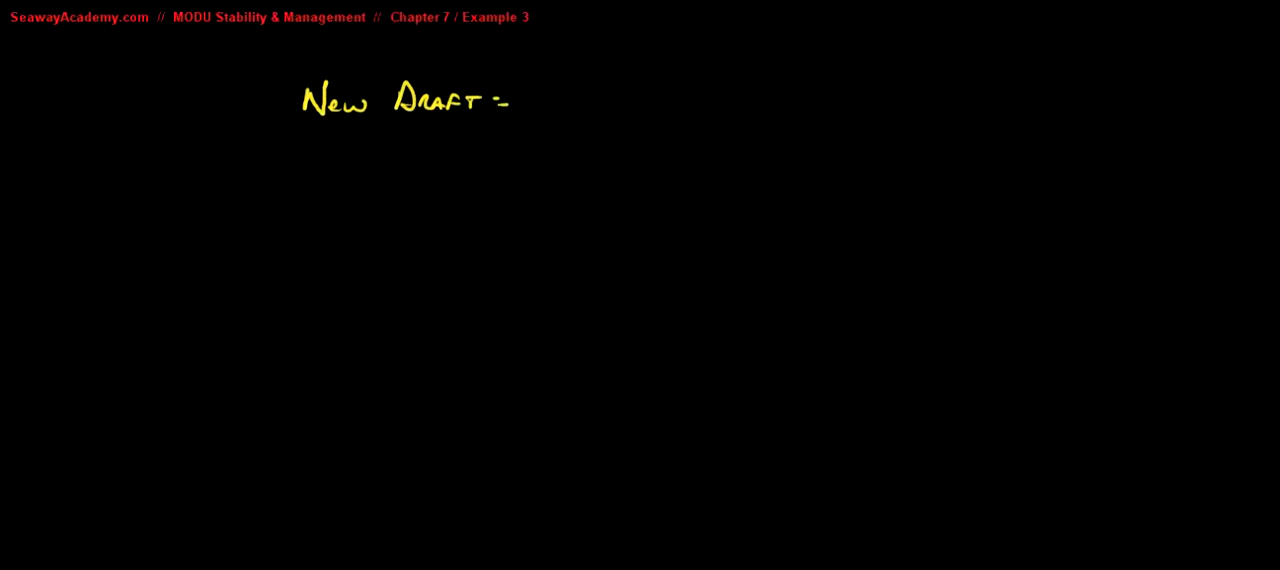 SeawayAcademy.com // MODU Stability & Management // Chapter 7 / Example 3
New DRAFT =